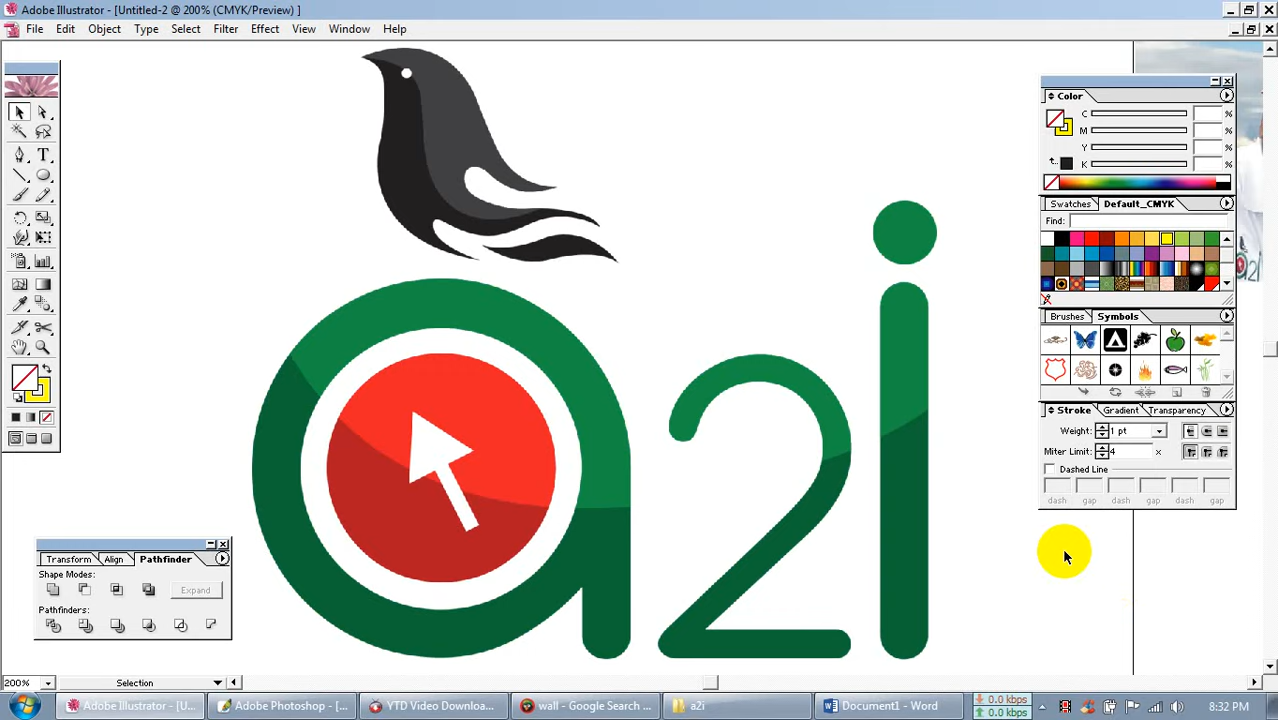 Adobe Illustrator - [Untitled-2 @ 200% (CMYK/Preview) ]
File Edit Object Type Select Filter Effect View Window Help
a2i
Color
C %
M %
Y %
K %
Swatches Default_CMYK
Find:
Brushes Symbols
Stroke Gradient Transparency
Weight: 1 pt
Miter Limit: 4 x
Dashed Line
dash gap dash gap dash gap
Transform Align Pathfinder
Shape Modes:
Expand
Pathfinders:
200% Selection
Adobe Illustrator - [U... Adobe Photoshop - [... YTD Video Downloa... wall - Google Search ... a2i Document1 - Word 0.0 kbps 8:32 PM
0.0 kbps